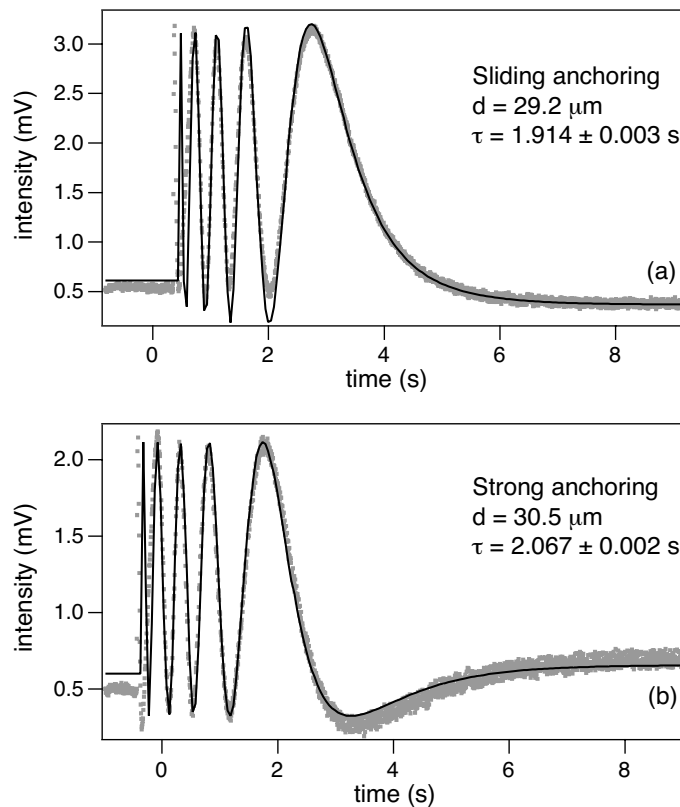 3.0
2.5
2.0
1.5
1.0
0.5
intensity (mV)
Sliding anchoring
d = 29.2 μm
τ = 1.914 ± 0.003 s
(a)
0 2 4 6 8
time (s)
2.0
1.5
1.0
0.5
intensity (mV)
Strong anchoring
d = 30.5 μm
τ = 2.067 ± 0.002 s
(b)
0 2 4 6 8
time (s)